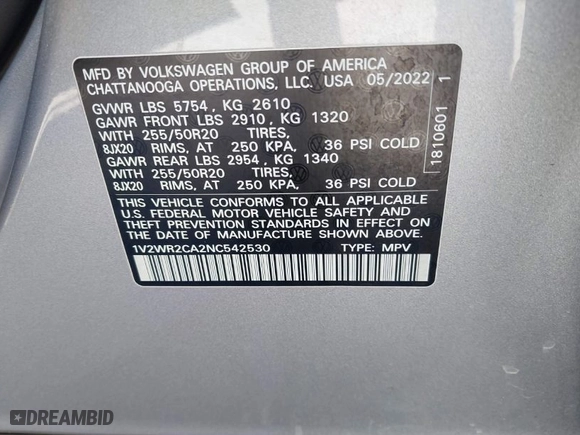 MFD BY VOLKSWAGEN GROUP OF AMERICA
CHATTANOOGA OPERATIONS, LLC. USA 05/2022
GVWR LBS 5754 , KG 2610
GAWR FRONT LBS 2910 , KG 1320
WITH 255/50R20 TIRES,
8JX20 RIMS, AT 250 KPA, 36 PSI COLD
GAWR REAR LBS 2954 , KG 1340
WITH 255/50R20 TIRES,
8JX20 RIMS, AT 250 KPA, 36 PSI COLD
THIS VEHICLE CONFORMS TO ALL APPLICABLE
U.S. FEDERAL MOTOR VEHICLE SAFETY AND
THEFT PREVENTION STANDARDS IN EFFECT ON
THE DATE OF MANUFACTURE SHOWN ABOVE.
1V2WR2CA2NC542530 TYPE: MPV
1810601 1
DREAMBID